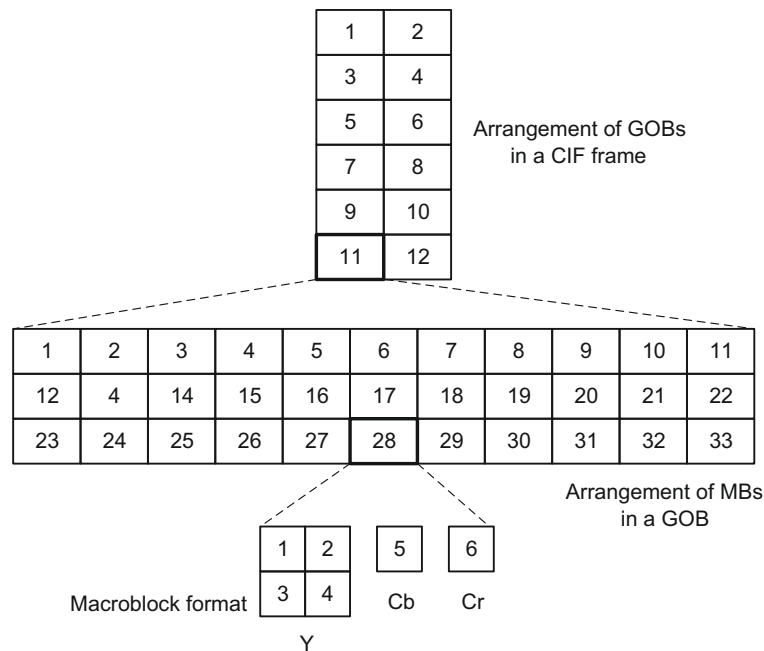 1 2
3 4
5 6
Arrangement of GOBs
in a CIF frame
7 8
9 10
11 12
1 2 3 4 5 6 7 8 9 10 11
12 4 14 15 16 17 18 19 20 21 22
23 24 25 26 27 28 29 30 31 32 33
Arrangement of MBs
in a GOB
1 2 5 6
3 4
Macroblock format
Cb Cr
Y